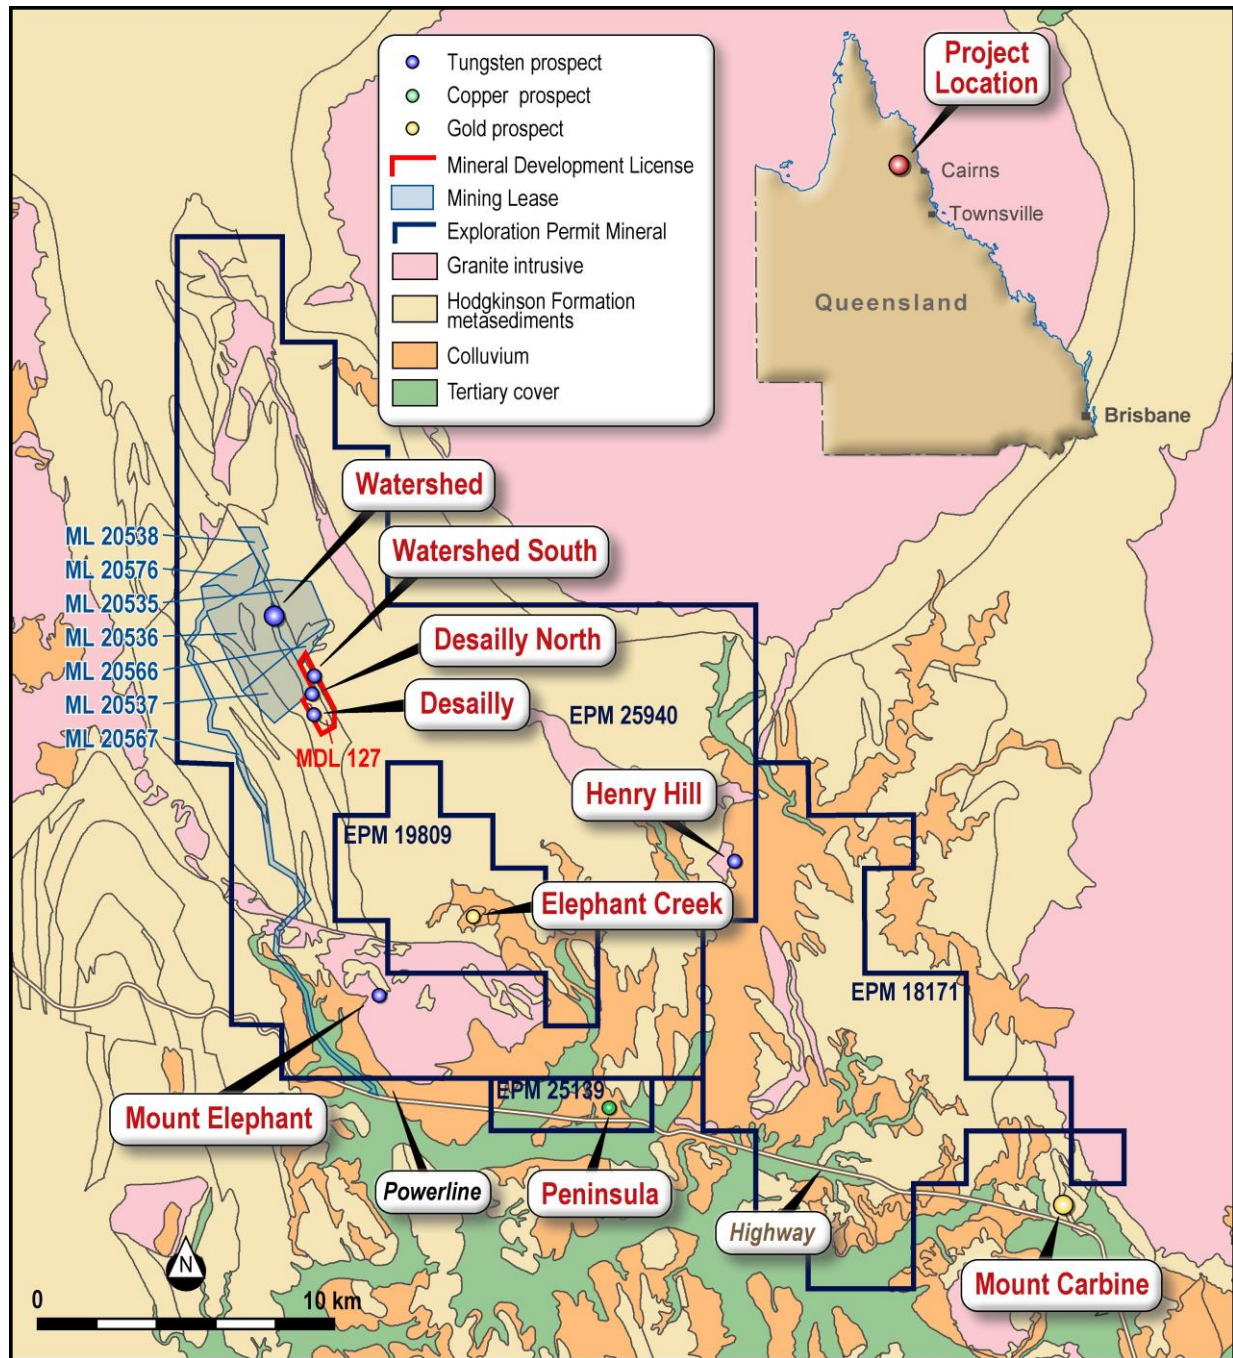 Tungsten prospect
Copper prospect
Gold prospect
Mineral Development License
Mining Lease
Exploration Permit Mineral
Granite intrusive
Hodgkinson Formation
metasediments
Colluvium
Tertiary cover
Project
Location
Cairns
Townsville
Queensland
Brisbane
Watershed
Watershed South
Desailly North
Desailly
ML 20538
ML 20576
ML 20535
ML 20536
ML 20566
ML 20537
ML 20567
MDL 127
EPM 25940
Henry Hill
EPM 19809
Elephant Creek
EPM 18171
EPM 25139
Mount Elephant
Powerline
Peninsula
Highway
Mount Carbine
N
0
10 km